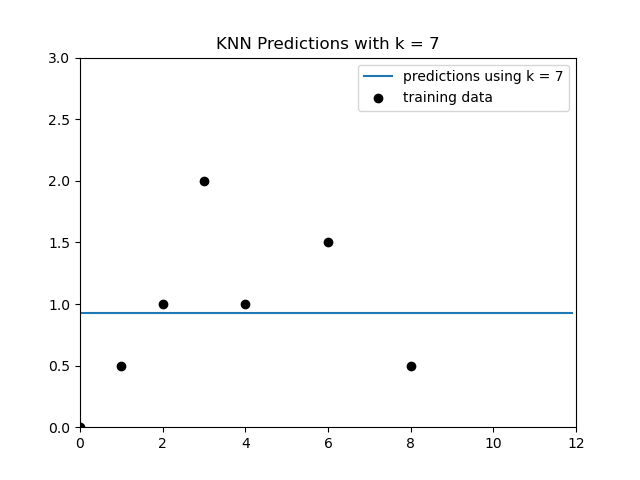 KNN Predictions with k = 7
predictions using k = 7
training data
3.0
2.5
2.0
1.5
1.0
0.5
0.0
0 2 4 6 8 10 12